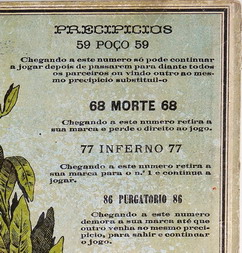 PRECIPICIOS
59 POÇO 59
Chegando a este numero só pode continuar
a jogar depois de passarem para diante todos
os parceiros ou vindo outro ao mes-
mo precipicio substituil-o
68 MORTE 68
Chegando a este numero retira a
sua marca e perde o direito ao jogo.
77 INFERNO 77
Chegando a este numero retira a
sua marca para o n.º 1 e continua a
jogar.
86 PURGATORIO 86
Chegando a este numero
demora a sua marca até que
outro venha ao mesmo preci-
picio, para sahir e continuar
o jogo.